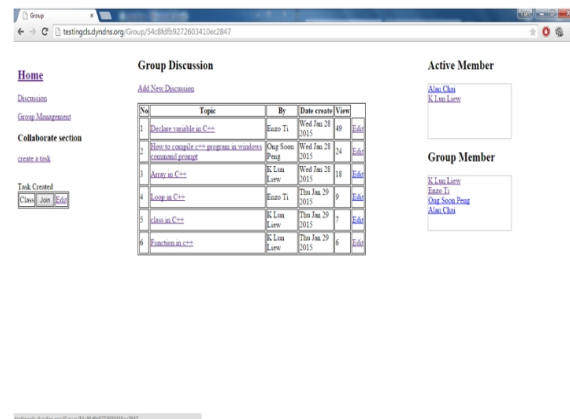 Group
testingcds.dyndns.org/Group/54c8fdfb9272603410ec2847
Home
Discussion
Group Management
Collaborate section
create a task
Task Created
Class Join Edit
Group Discussion
Add New Discussion
No Topic By Date create View
1 Declare variable in C++ Enzo Ti Wed Jan 28 2015 49 Edit
2 How to compile c++ program in windows command prompt Ong Soon Peng Wed Jan 28 2015 24 Edit
3 Array in C++ K Lun Liew Wed Jan 28 2015 18 Edit
4 Loop in C++ Enzo Ti Thu Jan 29 2015 9 Edit
5 class in C++ K Lun Liew Thu Jan 29 2015 7 Edit
6 Function in c++ K Lun Liew Thu Jan 29 2015 6 Edit
Active Member
Alan Chai
K Lun Liew
Group Member
K Lun Liew
Enzo Ti
Ong Soon Peng
Alan Chai